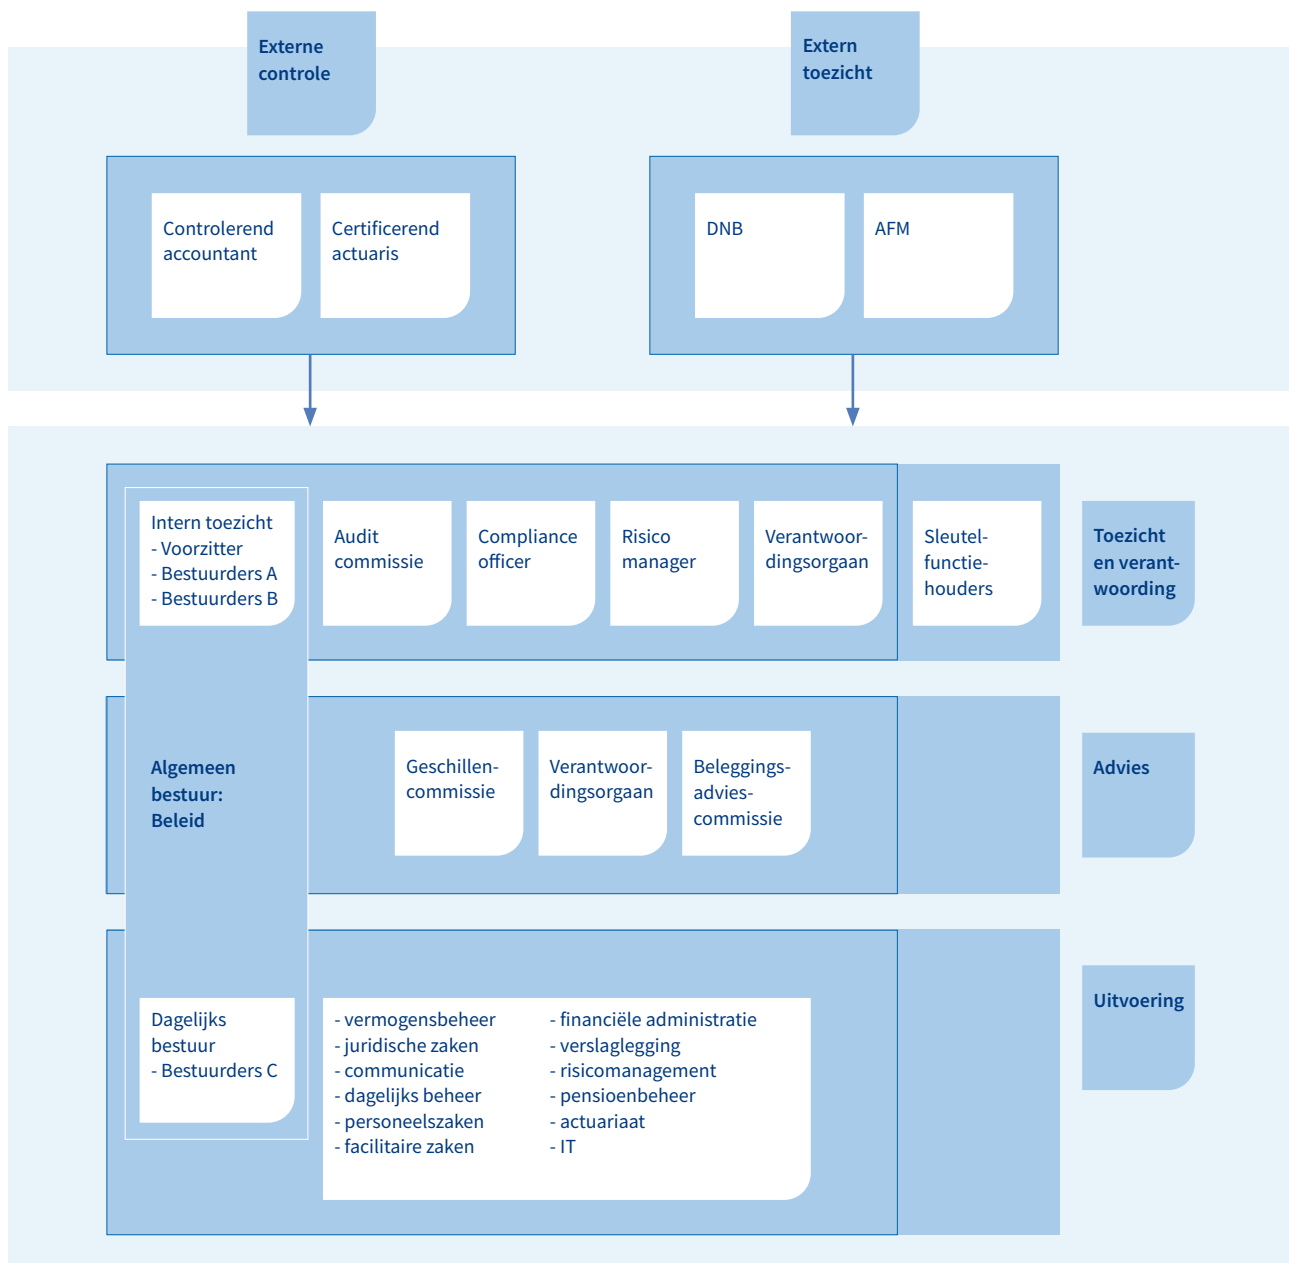 Externe
controle
Extern
toezicht
Controlerend
accountant
Certificerend
actuaris
DNB
AFM
Intern toezicht
- Voorzitter
- Bestuurders A
- Bestuurders B
Audit
commissie
Compliance
officer
Risico
manager
Verantwoor-
dingsorgaan
Sleutel-
functie-
houders
Toezicht
en verant-
woording
Algemeen
bestuur:
Beleid
Geschillen-
commissie
Verantwoor-
dingsorgaan
Beleggings-
advies-
commissie
Advies
Dagelijks
bestuur
- Bestuurders C
- vermogensbeheer
- juridische zaken
- communicatie
- dagelijks beheer
- personeelszaken
- facilitaire zaken
- financiële administratie
- verslaglegging
- risicomanagement
- pensioenbeheer
- actuariaat
- IT
Uitvoering